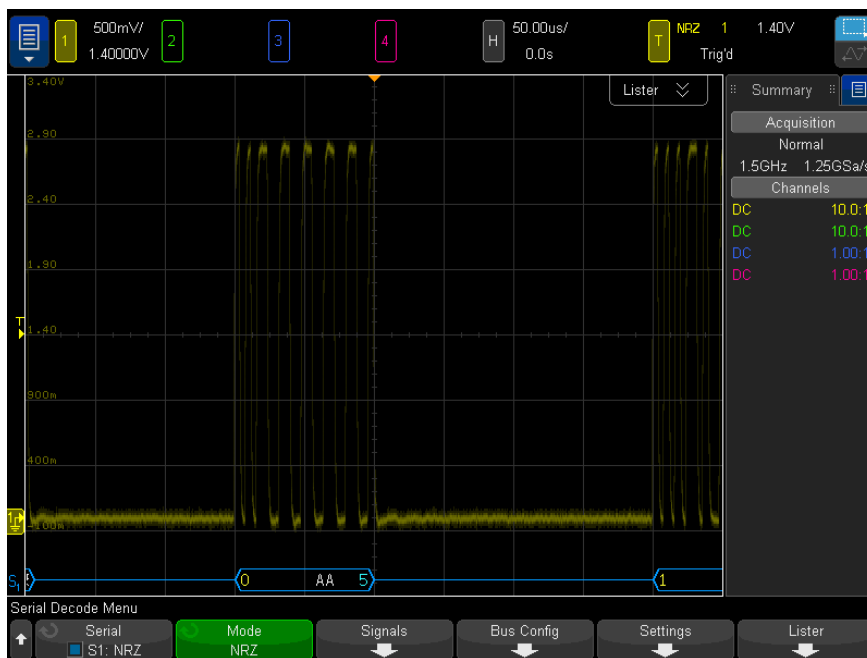 1 500mV/ 1.40000V
2
3
4
H 50.00us/ 0.0s
T NRZ 1 1.40V
Trig'd
3.40V
Lister
Summary
2.90
Acquisition
Normal
1.5GHz 1.25GSa/s
Channels
DC 10.0:1
DC 10.0:1
DC 1.00:1
DC 1.00:1
2.40
1.90
T
1.40
900m
400m
1
-100m
S1
0 AA 5
1
Serial Decode Menu
Serial
S1: NRZ
Mode
NRZ
Signals
Bus Config
Settings
Lister